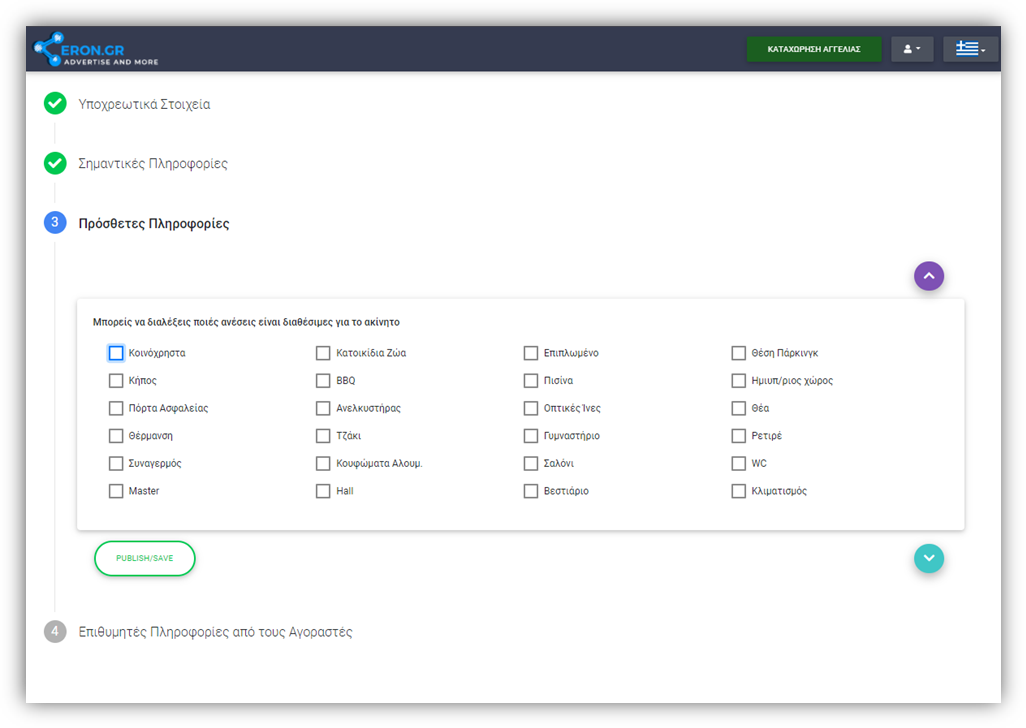 ERON.GR
ADVERTISE AND MORE
ΚΑΤΑΧΩΡΗΣΗ ΑΓΓΕΛΙΑΣ
Υποχρεωτικά Στοιχεία
Σημαντικές Πληροφορίες
3 Πρόσθετες Πληροφορίες
Μπορείς να διαλέξεις ποιές ανέσεις είναι διαθέσιμες για το ακίνητο
Κοινόχρηστα Κατοικίδια Ζώα Επιπλωμένο Θέση Πάρκινγκ
Κήπος BBQ Πισίνα Ημιυπ/ριος χώρος
Πόρτα Ασφαλείας Ανελκυστήρας Οπτικές Ίνες Θέα
Θέρμανση Τζάκι Γυμναστήριο Ρετιρέ
Συναγερμός Κουφώματα Αλουμ. Σαλόνι WC
Master Hall Βεστιάριο Κλιματισμός
PUBLISH/SAVE
4 Επιθυμητές Πληροφορίες από τους Αγοραστές